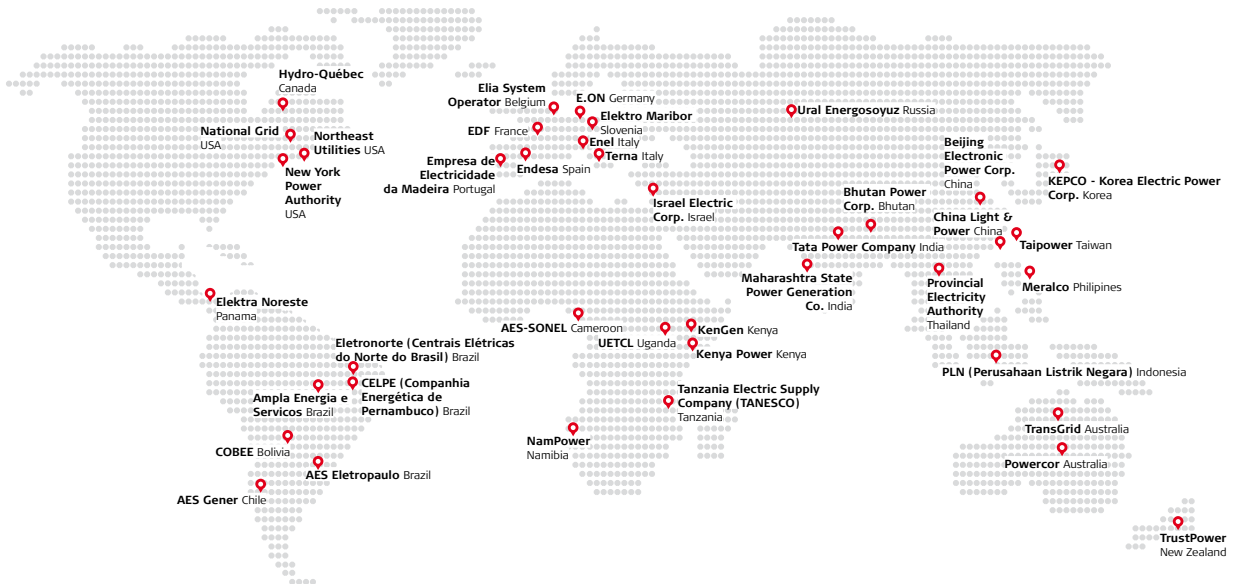 Hydro-Québec
Canada
National Grid
USA
Northeast
Utilities USA
New York
Power
Authority
USA
Elektra Noreste
Panama
Eletronorte (Centrais Elétricas
do Norte do Brasil) Brazil
CELPE (Companhia
Energética de
Pernambuco) Brazil
Ampla Energia e
Servicos Brazil
COBEE Bolivia
AES Eletropaulo Brazil
AES Gener Chile
Elia System
Operator Belgium
E.ON Germany
Elektro Maribor
Slovenia
EDF France
Enel Italy
Terna Italy
Empresa de
Electricidade
da Madeira Portugal
Endesa Spain
Israel Electric
Corp. Israel
AES-SONEL Cameroon
UETCL Uganda
KenGen Kenya
Kenya Power Kenya
Tanzania Electric Supply
Company (TANESCO)
Tanzania
NamPower
Namibia
Ural Energosoyuz Russia
Beijing
Electronic
Power Corp.
China
KEPCO - Korea Electric Power
Corp. Korea
Bhutan Power
Corp. Bhutan
China Light &
Power China
Tata Power Company India
Taipower Taiwan
Maharashtra State
Power Generation
Co. India
Provincial
Electricity
Authority
Thailand
Meralco Philipines
PLN (Perusahaan Listrik Negara) Indonesia
TransGrid Australia
Powercor Australia
TrustPower
New Zealand